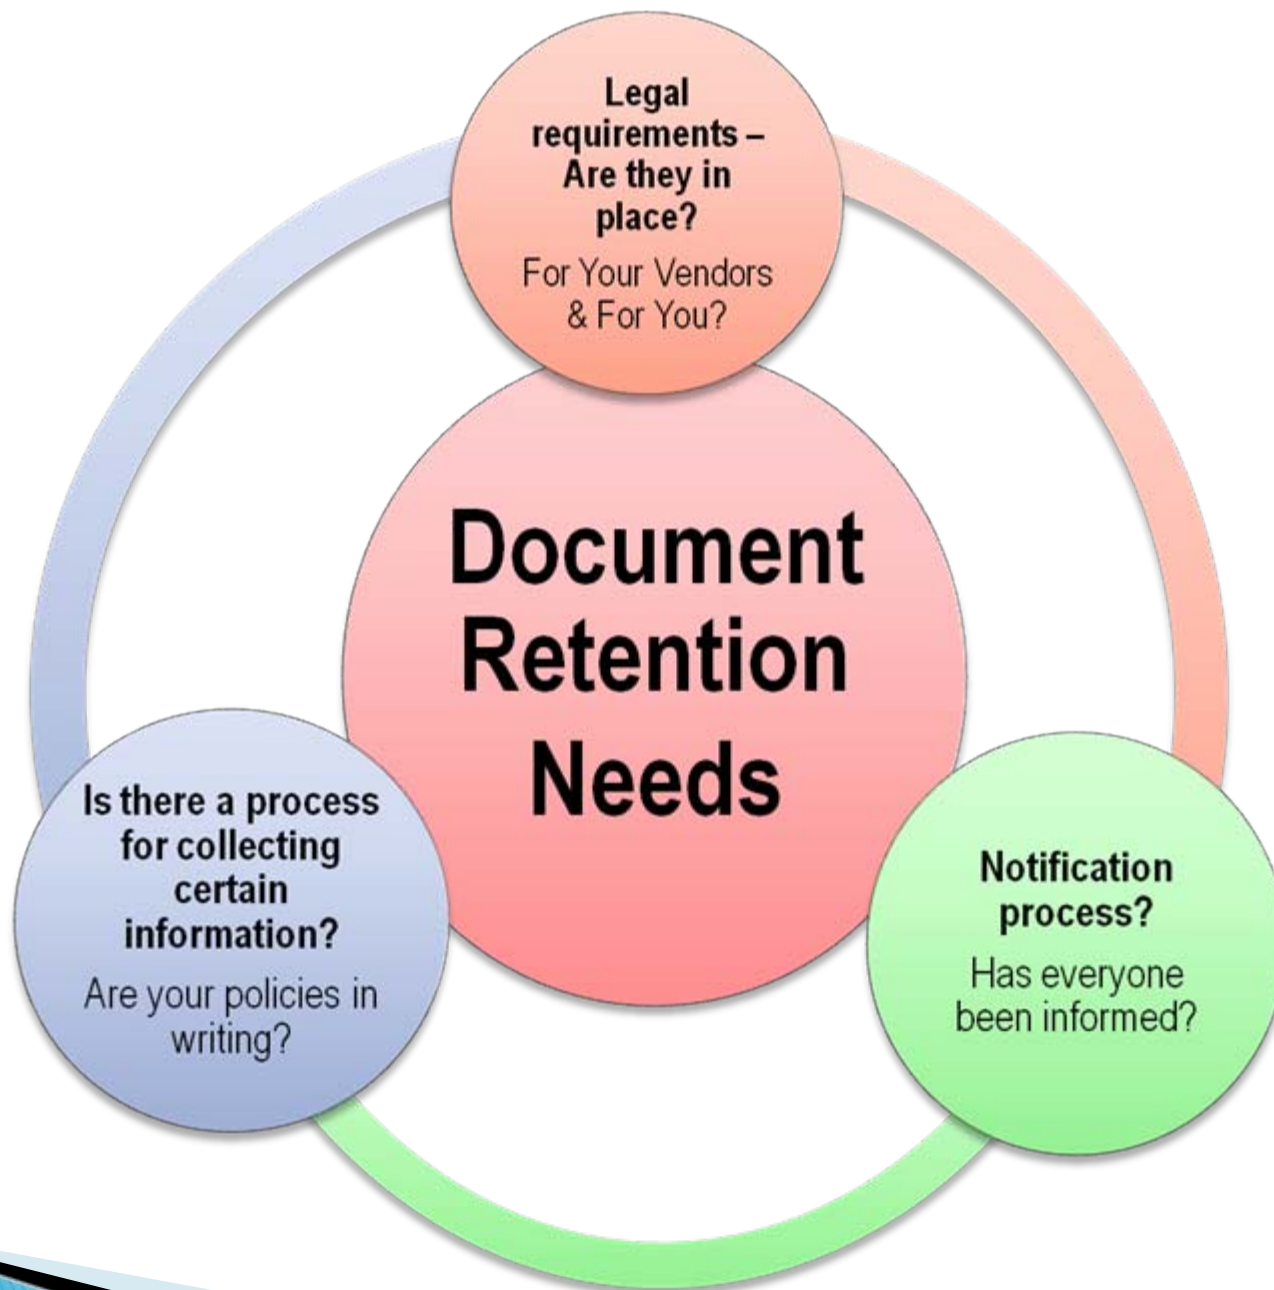 Legal
requirements –
Are they in
place?
For Your Vendors
& For You?
Document
Retention
Needs
Is there a process
for collecting
certain
information?
Are your policies in
writing?
Notification
process?
Has everyone
been informed?